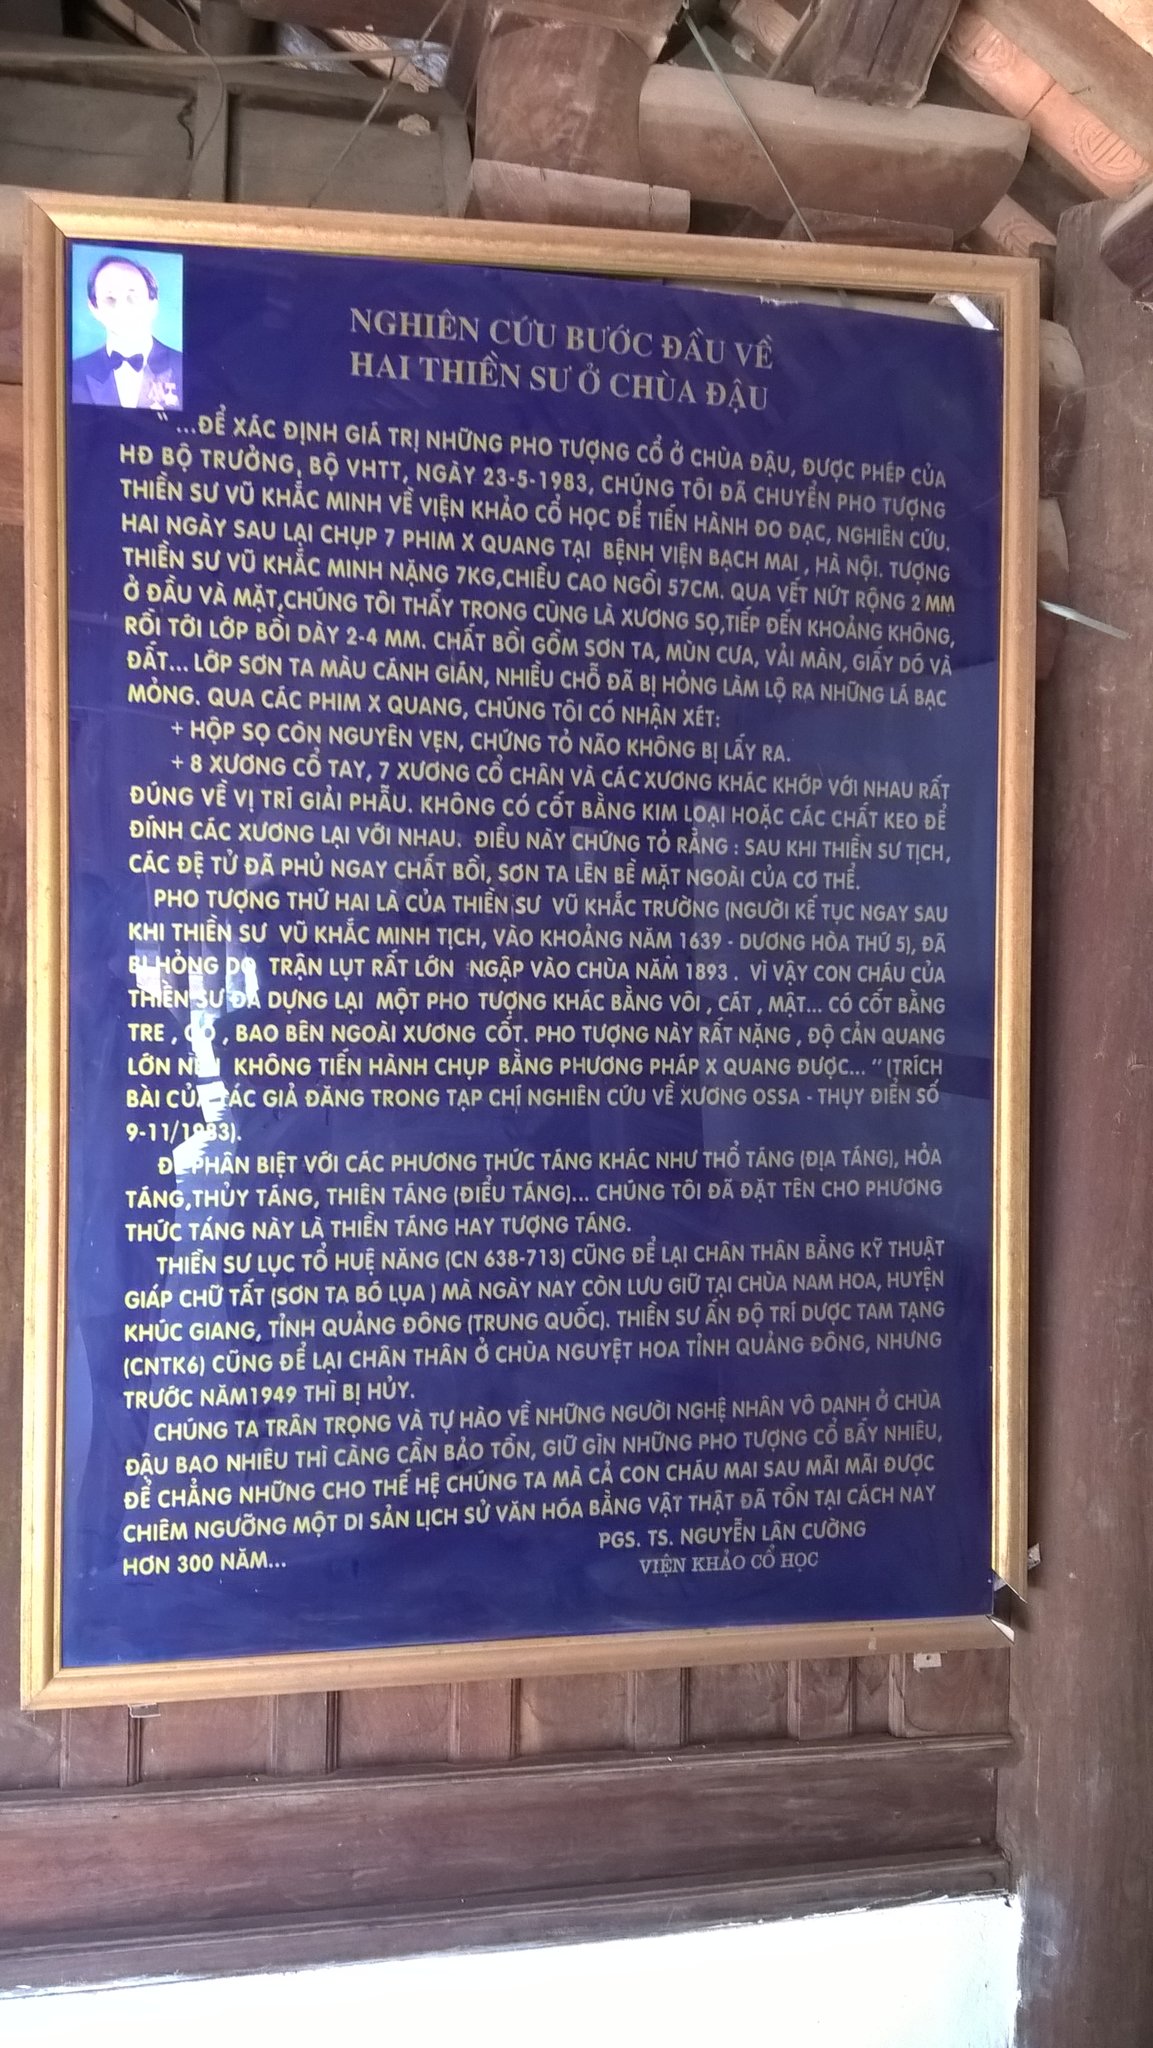 NGHIÊN CỨU BƯỚC ĐẦU VỀ
HAI THIỀN SƯ Ở CHÙA ĐẬU
" ...ĐỂ XÁC ĐỊNH GIÁ TRỊ NHỮNG PHO TƯỢNG CỔ Ở CHÙA ĐẬU, ĐƯỢC PHÉP CỦA
HĐ BỘ TRƯỞNG, BỘ VHTT, NGÀY 23-5-1983, CHÚNG TÔI ĐÃ CHUYỂN PHO TƯỢNG
THIỀN SƯ VŨ KHẮC MINH VỀ VIỆN KHẢO CỔ HỌC ĐỂ TIẾN HÀNH ĐO ĐẠC, NGHIÊN CỨU.
HAI NGÀY SAU LẠI CHỤP 7 PHIM X QUANG TẠI BỆNH VIỆN BẠCH MAI , HÀ NỘI. TƯỢNG
THIỀN SƯ VŨ KHẮC MINH NẶNG 7KG,CHIỀU CAO NGỒI 57CM. QUA VẾT NỨT RỘNG 2 MM
Ở ĐẦU VÀ MẶT,CHÚNG TÔI THẤY TRONG CÙNG LÀ XƯƠNG SỌ,TIẾP ĐẾN KHOẢNG KHÔNG,
RỒI TỚI LỚP BỒI DÀY 2-4 MM. CHẤT BỒI GỒM SƠN TA, MÙN CƯA, VẢI MÀN, GIẤY DÓ VÀ
ĐẤT... LỚP SƠN TA MÀU CÁNH GIÁN, NHIỀU CHỖ ĐÃ BỊ HỎNG LÀM LỘ RA NHỮNG LÁ BẠC
MỎNG. QUA CÁC PHIM X QUANG, CHÚNG TÔI CÓ NHẬN XÉT:
+ HỘP SỌ CÒN NGUYÊN VẸN, CHỨNG TỎ NÃO KHÔNG BỊ LẤY RA.
+ 8 XƯƠNG CỔ TAY, 7 XƯƠNG CỔ CHÂN VÀ CÁC XƯƠNG KHÁC KHỚP VỚI NHAU RẤT
ĐÚNG VỀ VỊ TRÍ GIẢI PHẪU. KHÔNG CÓ CỐT BẰNG KIM LOẠI HOẶC CÁC CHẤT KEO ĐỂ
ĐÍNH CÁC XƯƠNG LẠI VỚI NHAU. ĐIỀU NÀY CHỨNG TỎ RẰNG : SAU KHI THIỀN SƯ TỊCH,
CÁC ĐỆ TỬ ĐÃ PHỦ NGAY CHẤT BỒI, SƠN TA LÊN BỀ MẶT NGOÀI CỦA CƠ THỂ.
PHO TƯỢNG THỨ HAI LÀ CỦA THIỀN SƯ VŨ KHẮC TRƯỜNG (NGƯỜI KẾ TỤC NGAY SAU
KHI THIỀN SƯ VŨ KHẮC MINH TỊCH, VÀO KHOẢNG NĂM 1639 - DƯƠNG HÒA THỨ 5), ĐÃ
BỊ HỎNG DO TRẬN LỤT RẤT LỚN NGẬP VÀO CHÙA NĂM 1893 . VÌ VẬY CON CHÁU CỦA
THIỀN SƯ ĐÃ DỰNG LẠI MỘT PHO TƯỢNG KHÁC BẰNG VÔI , CÁT , MẬT... CÓ CỐT BẰNG
TRE , , BAO BÊN NGOÀI XƯƠNG CỐT. PHO TƯỢNG NÀY RẤT NẶNG , ĐỘ CẢN QUANG
LỚN KHÔNG TIẾN HÀNH CHỤP BẰNG PHƯƠNG PHÁP X QUANG ĐƯỢC... " (TRÍCH
BÀI CỦA TÁC GIẢ ĐĂNG TRONG TẠP CHÍ NGHIÊN CỨU VỀ XƯƠNG OSSA - THỤY ĐIỂN SỐ
9-11/1983).
ĐỂ PHÂN BIỆT VỚI CÁC PHƯƠNG THỨC TÁNG KHÁC NHƯ THỔ TÁNG (ĐỊA TÁNG), HỎA
TÁNG,THỦY TÁNG, THIÊN TÁNG (ĐIỂU TÁNG)... CHÚNG TÔI ĐÃ ĐẶT TÊN CHO PHƯƠNG
THỨC TÁNG NÀY LÀ THIỀN TÁNG HAY TƯỢNG TÁNG.
THIỀN SƯ LỤC TỔ HUỆ NĂNG (CN 638-713) CŨNG ĐỂ LẠI CHÂN THÂN BẰNG KỸ THUẬT
GIÁP CHỮ TẤT (SƠN TA BÓ LỤA ) MÀ NGÀY NAY CÒN LƯU GIỮ TẠI CHÙA NAM HOA, HUYỆN
KHÚC GIANG, TỈNH QUẢNG ĐÔNG (TRUNG QUỐC). THIỀN SƯ ẤN ĐỘ TRÍ DƯỢC TAM TẠNG
(CNTK6) CŨNG ĐỂ LẠI CHÂN THÂN Ở CHÙA NGUYỆT HOA TỈNH QUẢNG ĐÔNG, NHƯNG
TRƯỚC NĂM1949 THÌ BỊ HỦY.
CHÚNG TA TRÂN TRỌNG VÀ TỰ HÀO VỀ NHỮNG NGƯỜI NGHỆ NHÂN VÔ DANH Ở CHÙA
ĐẬU BAO NHIÊU THÌ CÀNG CẦN BẢO TỒN, GIỮ GÌN NHỮNG PHO TƯỢNG CỔ BẤY NHIÊU,
ĐỂ CHẲNG NHỮNG CHO THẾ HỆ CHÚNG TA MÀ CẢ CON CHÁU MAI SAU MÃI MÃI ĐƯỢC
CHIÊM NGƯỠNG MỘT DI SẢN LỊCH SỬ VĂN HÓA BẰNG VẬT THẬT ĐÃ TỒN TẠI CÁCH NAY
HƠN 300 NĂM...
PGS. TS. NGUYỄN LÂN CƯỜNG
VIỆN KHẢO CỔ HỌC